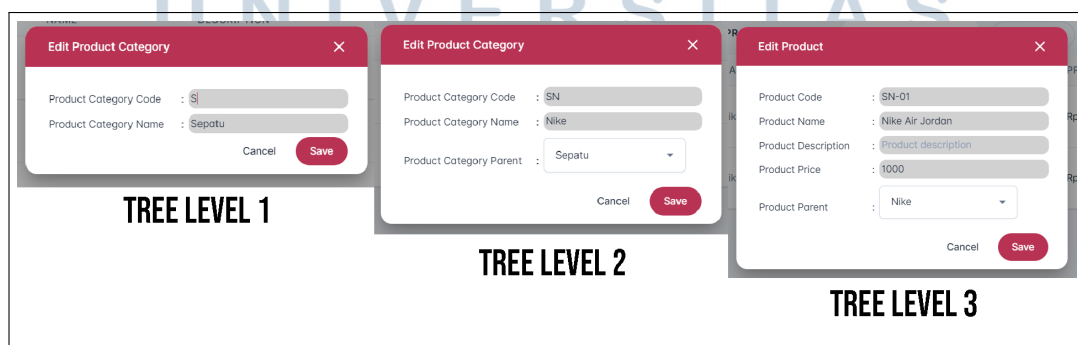 UNIVERSITAS
NAME DESCRIPTION
Edit Product Category
Product Category Code : S
Product Category Name : Sepatu
Cancel Save
TREE LEVEL 1
Edit Product Category
Product Category Code : SN
Product Category Name : Nike
Product Category Parent : Sepatu
Cancel Save
TREE LEVEL 2
Edit Product
Product Code : SN-01
Product Name : Nike Air Jordan
Product Description : Product description
Product Price : 1000
Product Parent : Nike
Cancel Save
TREE LEVEL 3